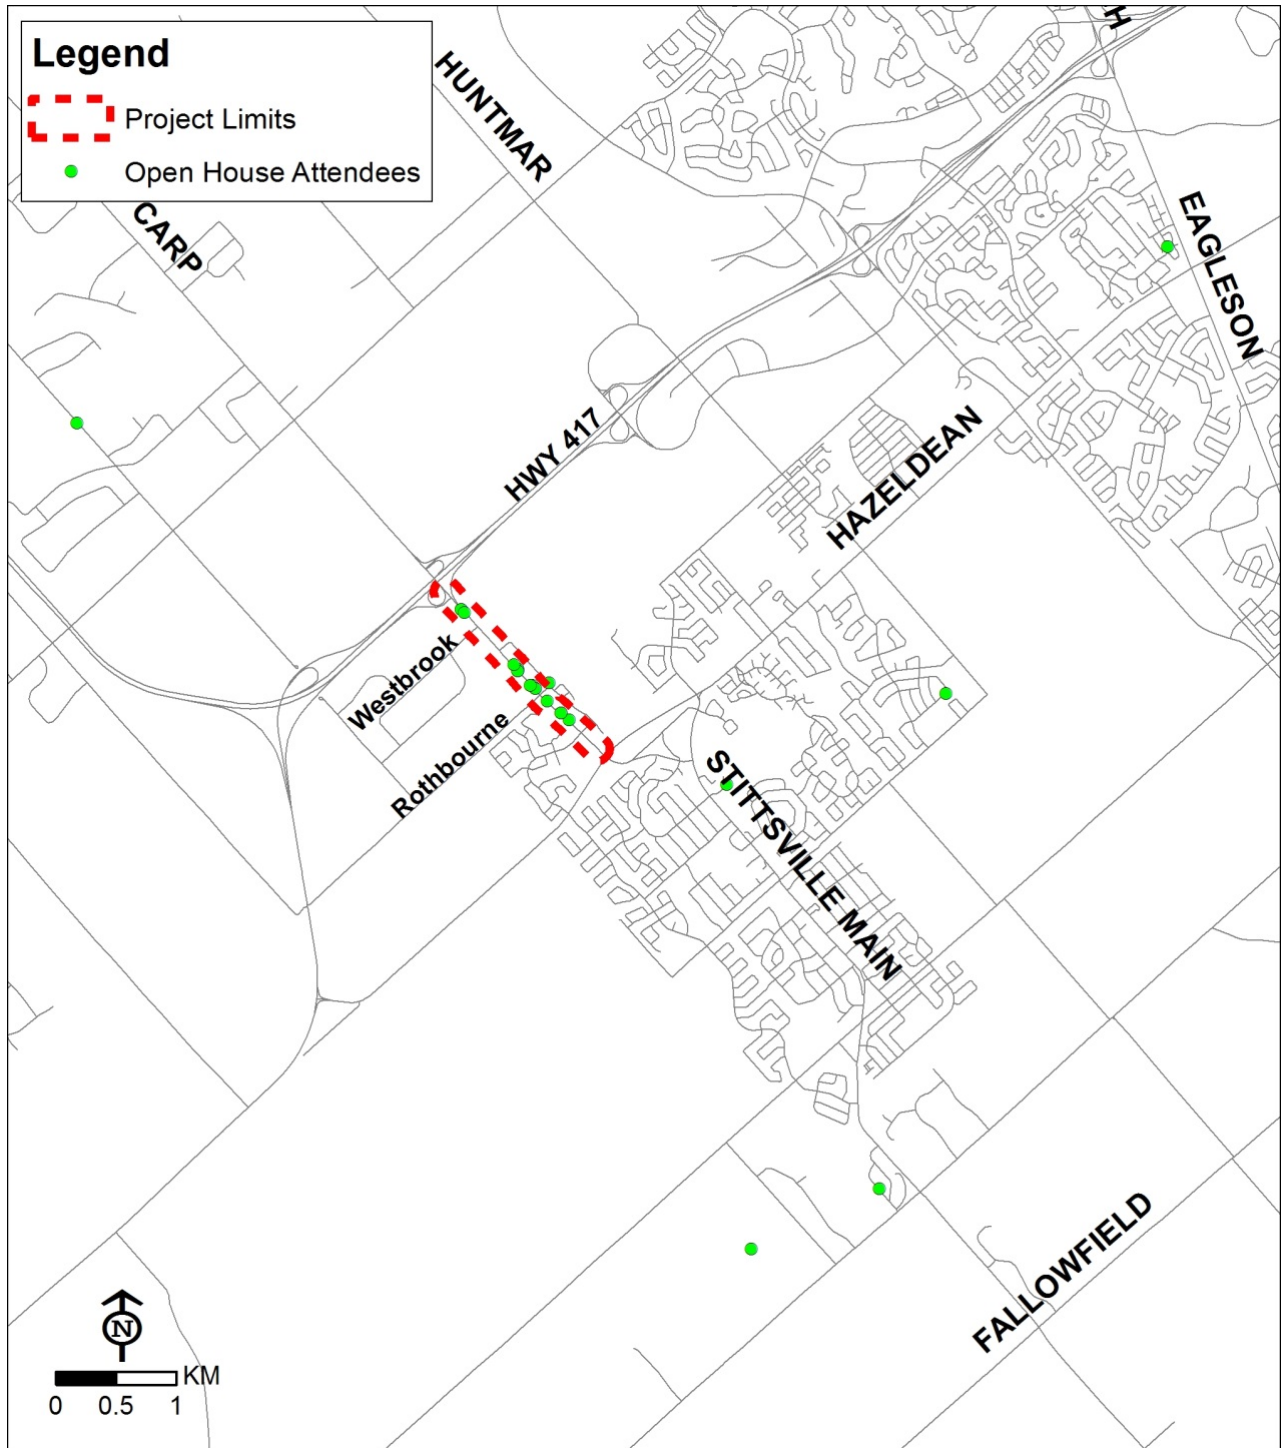 Legend
Project Limits
Open House Attendees
H
HUNTMAR
CARP
EAGLESON
HWY 417
HAZELDEAN
Westbrook
Rothbourne
STITTSVILLE MAIN
FALLOWFIELD
N
KM
0 0.5 1